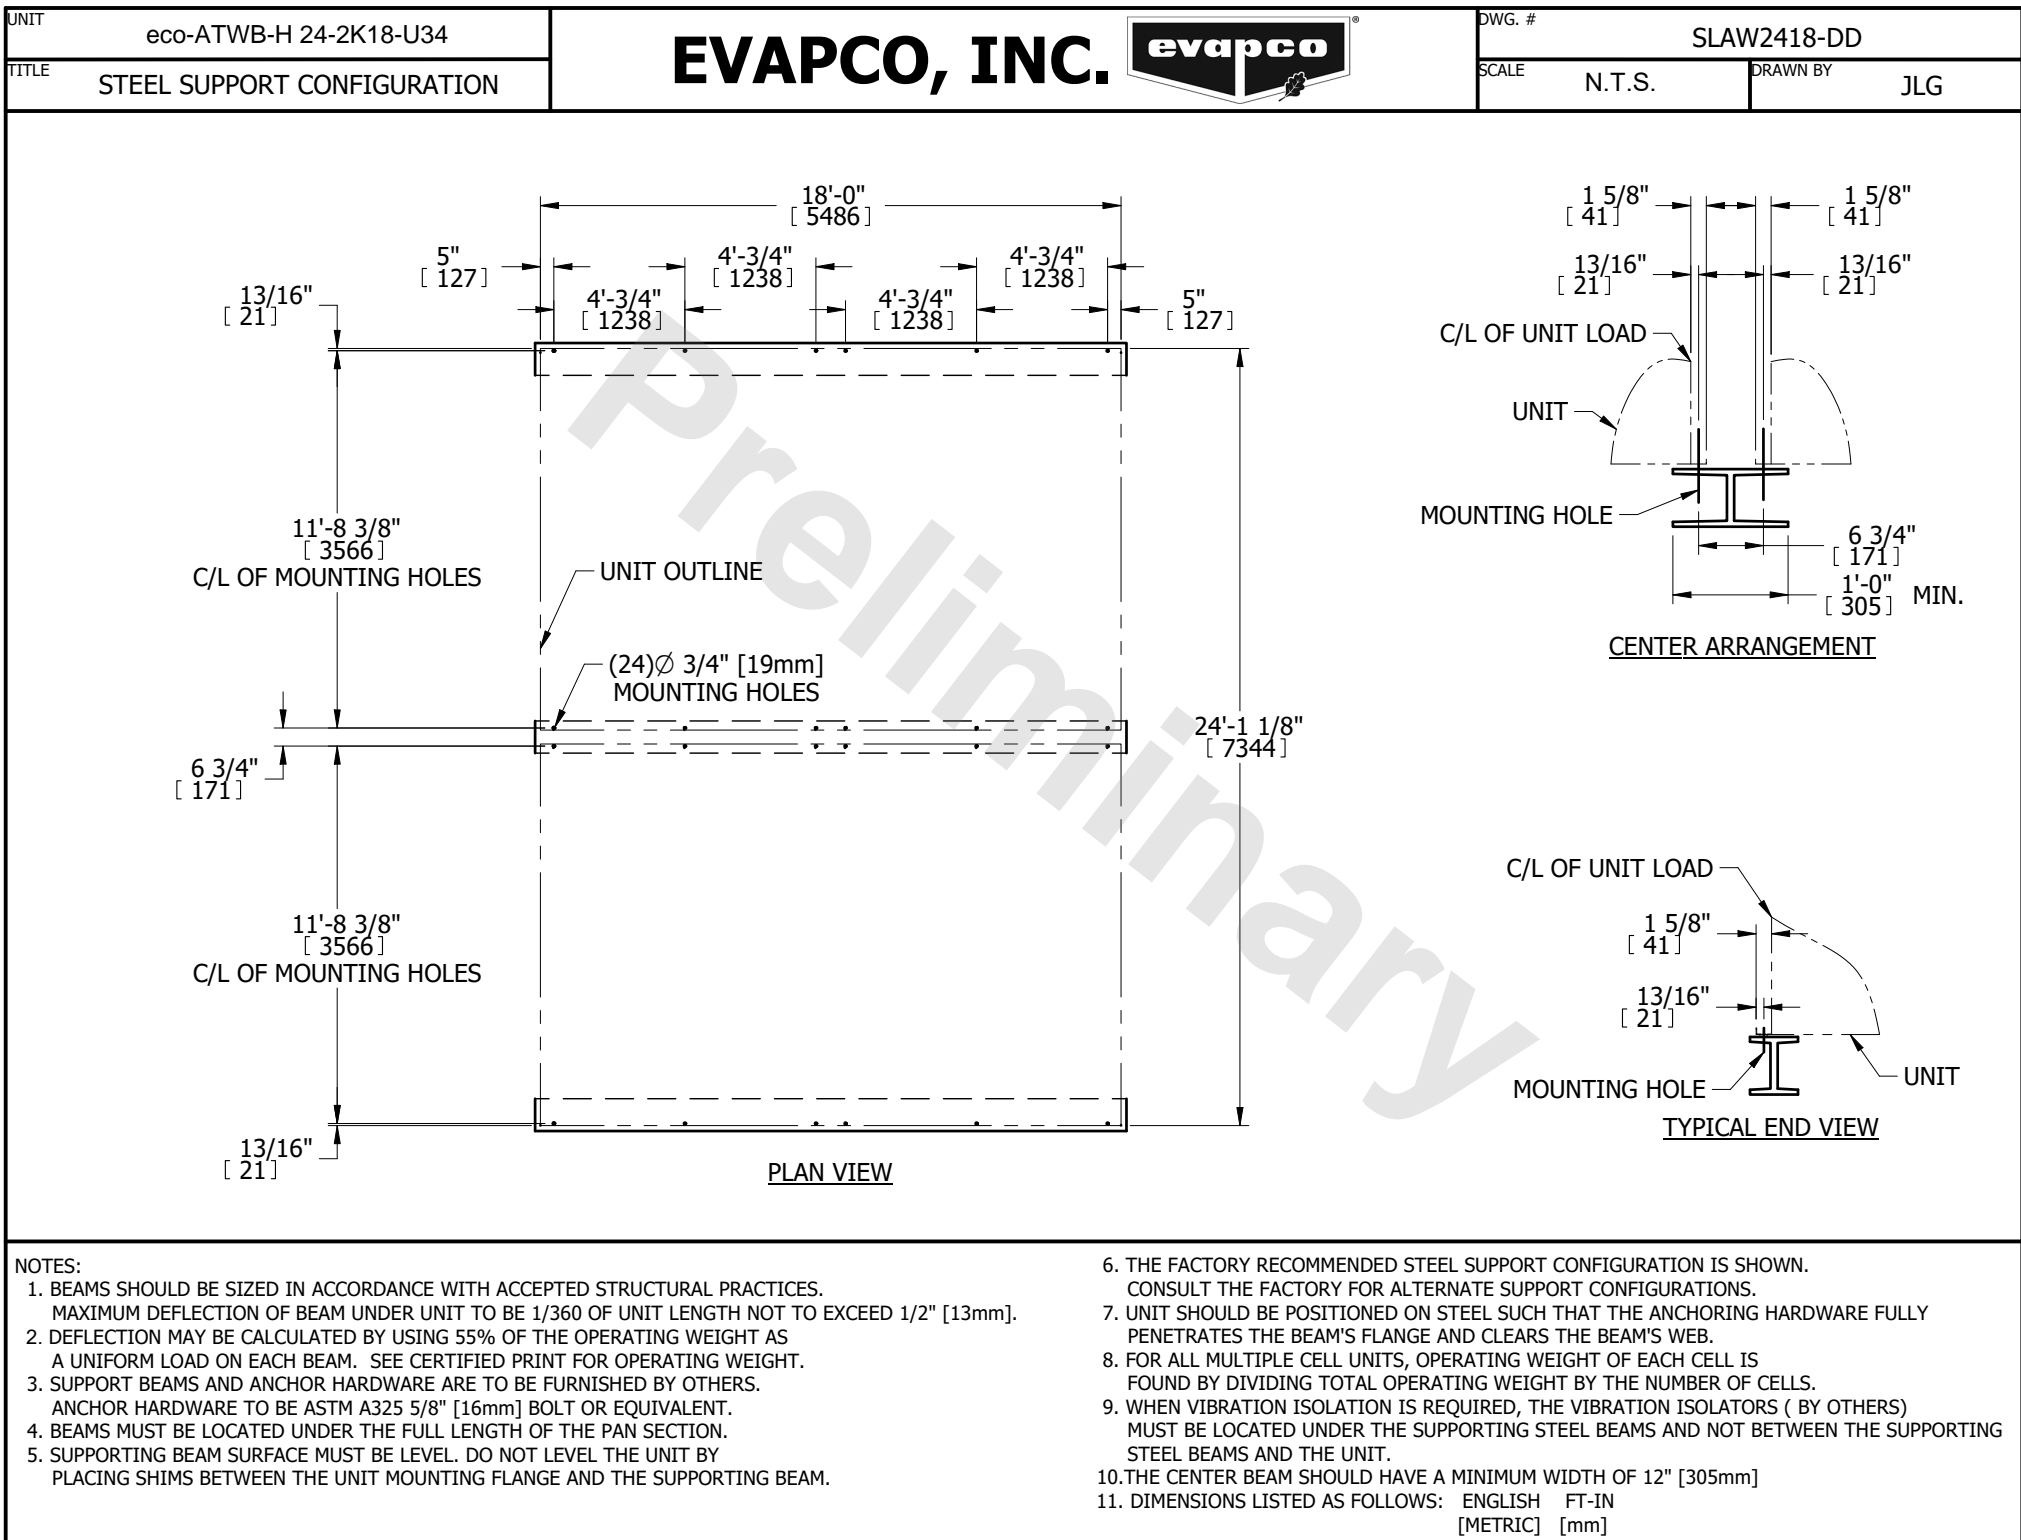 UNIT
eco-ATWB-H 24-2K18-U34
TITLE
STEEL SUPPORT CONFIGURATION
EVAPCO, INC.
evapco
®
DWG. #
SLAW2418-DD
SCALE
N.T.S.
DRAWN BY
JLG
18'-0"
[ 5486 ]
5"
[ 127 ]
4'-3/4"
[ 1238 ]
4'-3/4"
[ 1238 ]
13/16"
[ 21 ]
4'-3/4"
[ 1238 ]
4'-3/4"
[ 1238 ]
5"
[ 127 ]
11'-8 3/8"
[ 3566 ]
C/L OF MOUNTING HOLES
UNIT OUTLINE
(24)∅ 3/4" [19mm]
MOUNTING HOLES
6 3/4"
[ 171 ]
24'-1 1/8"
[ 7344 ]
11'-8 3/8"
[ 3566 ]
C/L OF MOUNTING HOLES
13/16"
[ 21 ]
PLAN VIEW
Preliminary
1 5/8"
[ 41 ]
1 5/8"
[ 41 ]
13/16"
[ 21 ]
13/16"
[ 21 ]
C/L OF UNIT LOAD
UNIT
MOUNTING HOLE
6 3/4"
[ 171 ]
1'-0"
[ 305 ]
MIN.
CENTER ARRANGEMENT
C/L OF UNIT LOAD
1 5/8"
[ 41 ]
13/16"
[ 21 ]
MOUNTING HOLE
UNIT
TYPICAL END VIEW
NOTES:
1. BEAMS SHOULD BE SIZED IN ACCORDANCE WITH ACCEPTED STRUCTURAL PRACTICES.
MAXIMUM DEFLECTION OF BEAM UNDER UNIT TO BE 1/360 OF UNIT LENGTH NOT TO EXCEED 1/2" [13mm].
2. DEFLECTION MAY BE CALCULATED BY USING 55% OF THE OPERATING WEIGHT AS
A UNIFORM LOAD ON EACH BEAM. SEE CERTIFIED PRINT FOR OPERATING WEIGHT.
3. SUPPORT BEAMS AND ANCHOR HARDWARE ARE TO BE FURNISHED BY OTHERS.
ANCHOR HARDWARE TO BE ASTM A325 5/8" [16mm] BOLT OR EQUIVALENT.
4. BEAMS MUST BE LOCATED UNDER THE FULL LENGTH OF THE PAN SECTION.
5. SUPPORTING BEAM SURFACE MUST BE LEVEL. DO NOT LEVEL THE UNIT BY
PLACING SHIMS BETWEEN THE UNIT MOUNTING FLANGE AND THE SUPPORTING BEAM.
6. THE FACTORY RECOMMENDED STEEL SUPPORT CONFIGURATION IS SHOWN.
CONSULT THE FACTORY FOR ALTERNATE SUPPORT CONFIGURATIONS.
7. UNIT SHOULD BE POSITIONED ON STEEL SUCH THAT THE ANCHORING HARDWARE FULLY
PENETRATES THE BEAM'S FLANGE AND CLEARS THE BEAM'S WEB.
8. FOR ALL MULTIPLE CELL UNITS, OPERATING WEIGHT OF EACH CELL IS
FOUND BY DIVIDING TOTAL OPERATING WEIGHT BY THE NUMBER OF CELLS.
9. WHEN VIBRATION ISOLATION IS REQUIRED, THE VIBRATION ISOLATORS ( BY OTHERS)
MUST BE LOCATED UNDER THE SUPPORTING STEEL BEAMS AND NOT BETWEEN THE SUPPORTING
STEEL BEAMS AND THE UNIT.
10.THE CENTER BEAM SHOULD HAVE A MINIMUM WIDTH OF 12" [305mm]
11. DIMENSIONS LISTED AS FOLLOWS: ENGLISH FT-IN
[METRIC] [mm]